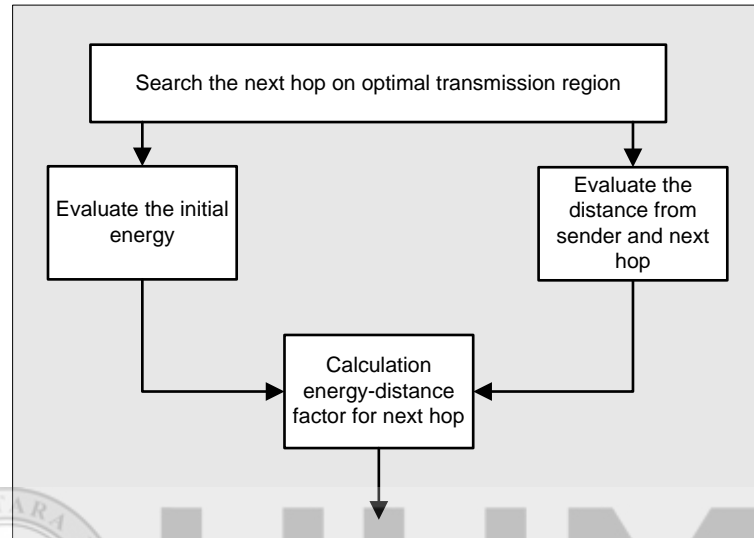 Search the next hop on optimal transmission region
Evaluate the initial
energy
Evaluate the
distance from
sender and next
hop
Calculation
energy-distance
factor for next hop